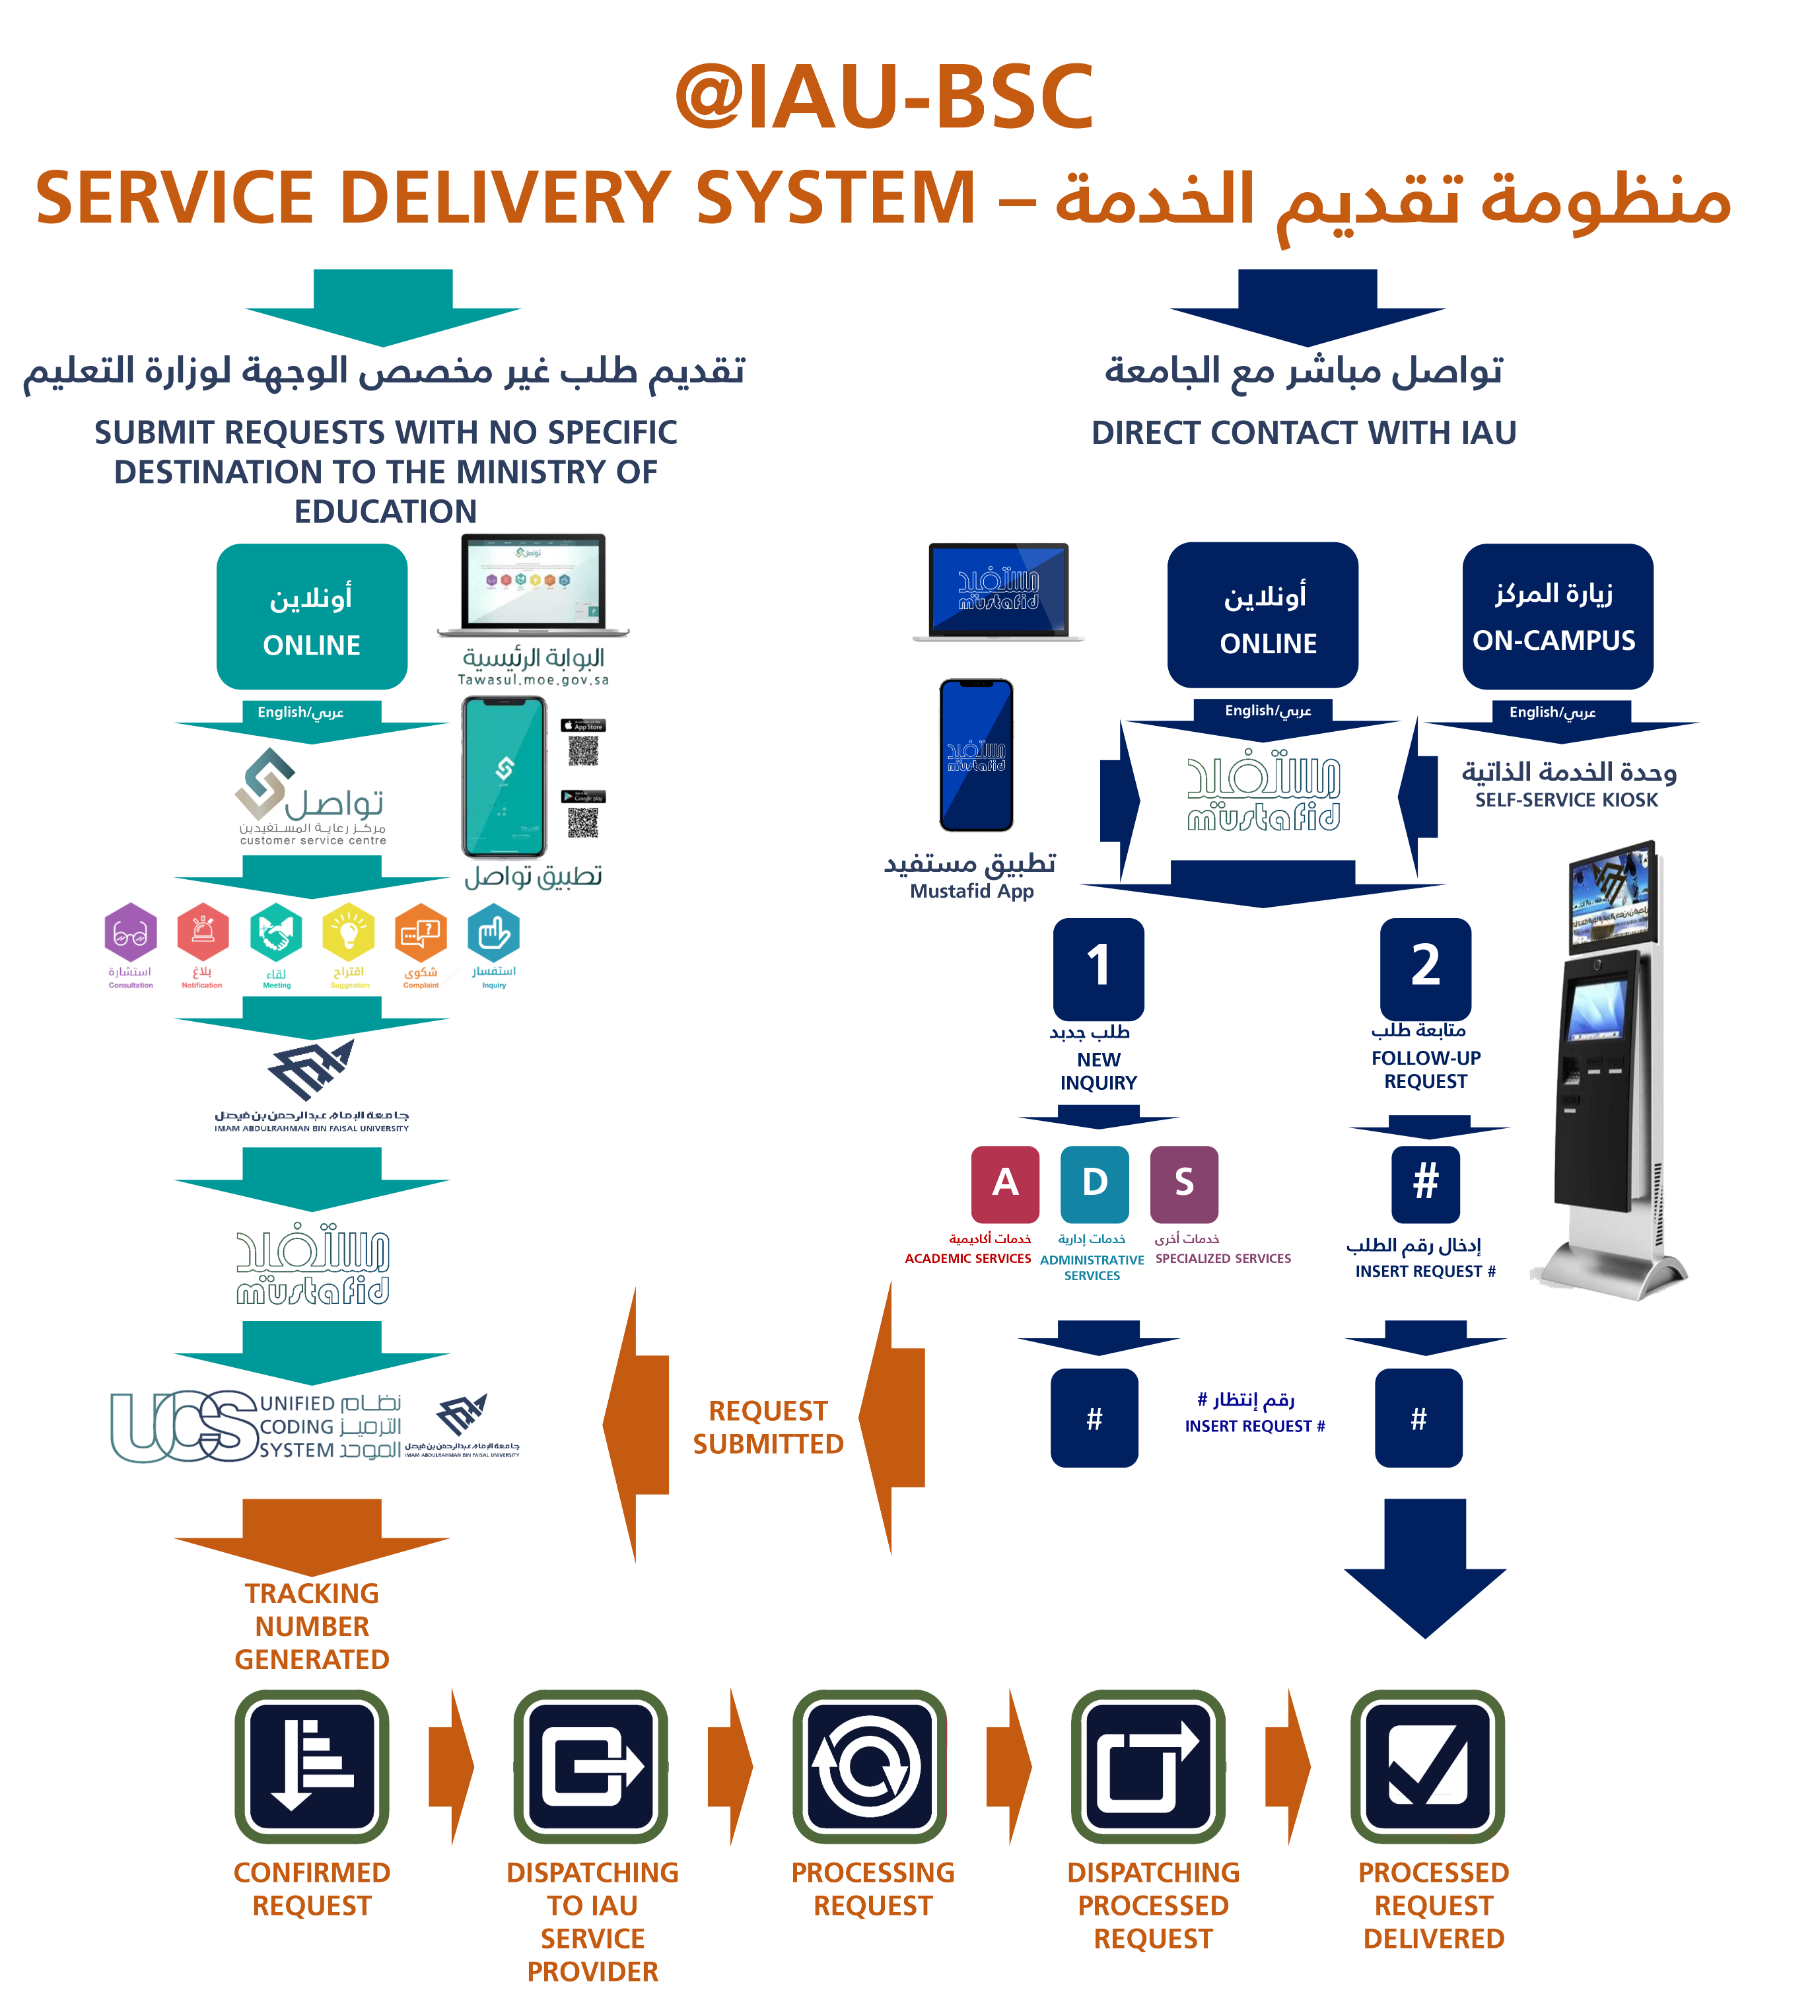 @IAU-BSC
SERVICE DELIVERY SYSTEM – منظومة تقديم الخدمة
تقديم طلب غير مخصص الوجهة لوزارة التعليم
SUBMIT REQUESTS WITH NO SPECIFIC
DESTINATION TO THE MINISTRY OF
EDUCATION
أونلاين
ONLINE
تواصل
البوابة الرئيسية
Tawasul.moe.gov.sa
English/عربي
تواصل
مركز رعاية المستفيدين
customer service centre
App Store
Google play
تطبيق تواصل
استشارة
Consultation
بلاغ
Notification
لقاء
Meeting
اقتراح
Suggestion
شكوى
Complaint
استفسار
Inquiry
جامعة الإمام عبدالرحمن بن فيصل
IMAM ABDULRAHMAN BIN FAISAL UNIVERSITY
مستفيد
mustafid
UCS
UNIFIED نظام
CODING الترميز
SYSTEM الموحد
جامعة الإمام عبدالرحمن بن فيصل
IMAM ABDULRAHMAN BIN FAISAL UNIVERSITY
تواصل مباشر مع الجامعة
DIRECT CONTACT WITH IAU
مستفيد
mustafid
أونلاين
ONLINE
زيارة المركز
ON-CAMPUS
English/عربي
English/عربي
مستفيد
mustafid
مستفيد
mustafid
تطبيق مستفيد
Mustafid App
وحدة الخدمة الذاتية
SELF-SERVICE KIOSK
1
طلب جديد
NEW
INQUIRY
2
متابعة طلب
FOLLOW-UP
REQUEST
A
خدمات أكاديمية
ACADEMIC SERVICES
D
خدمات إدارية
ADMINISTRATIVE
SERVICES
S
خدمات أخرى
SPECIALIZED SERVICES
#
إدخال رقم الطلب
INSERT REQUEST #
#
رقم إنتظار #
INSERT REQUEST #
#
REQUEST
SUBMITTED
TRACKING
NUMBER
GENERATED
CONFIRMED
REQUEST
DISPATCHING
TO IAU
SERVICE
PROVIDER
PROCESSING
REQUEST
DISPATCHING
PROCESSED
REQUEST
PROCESSED
REQUEST
DELIVERED